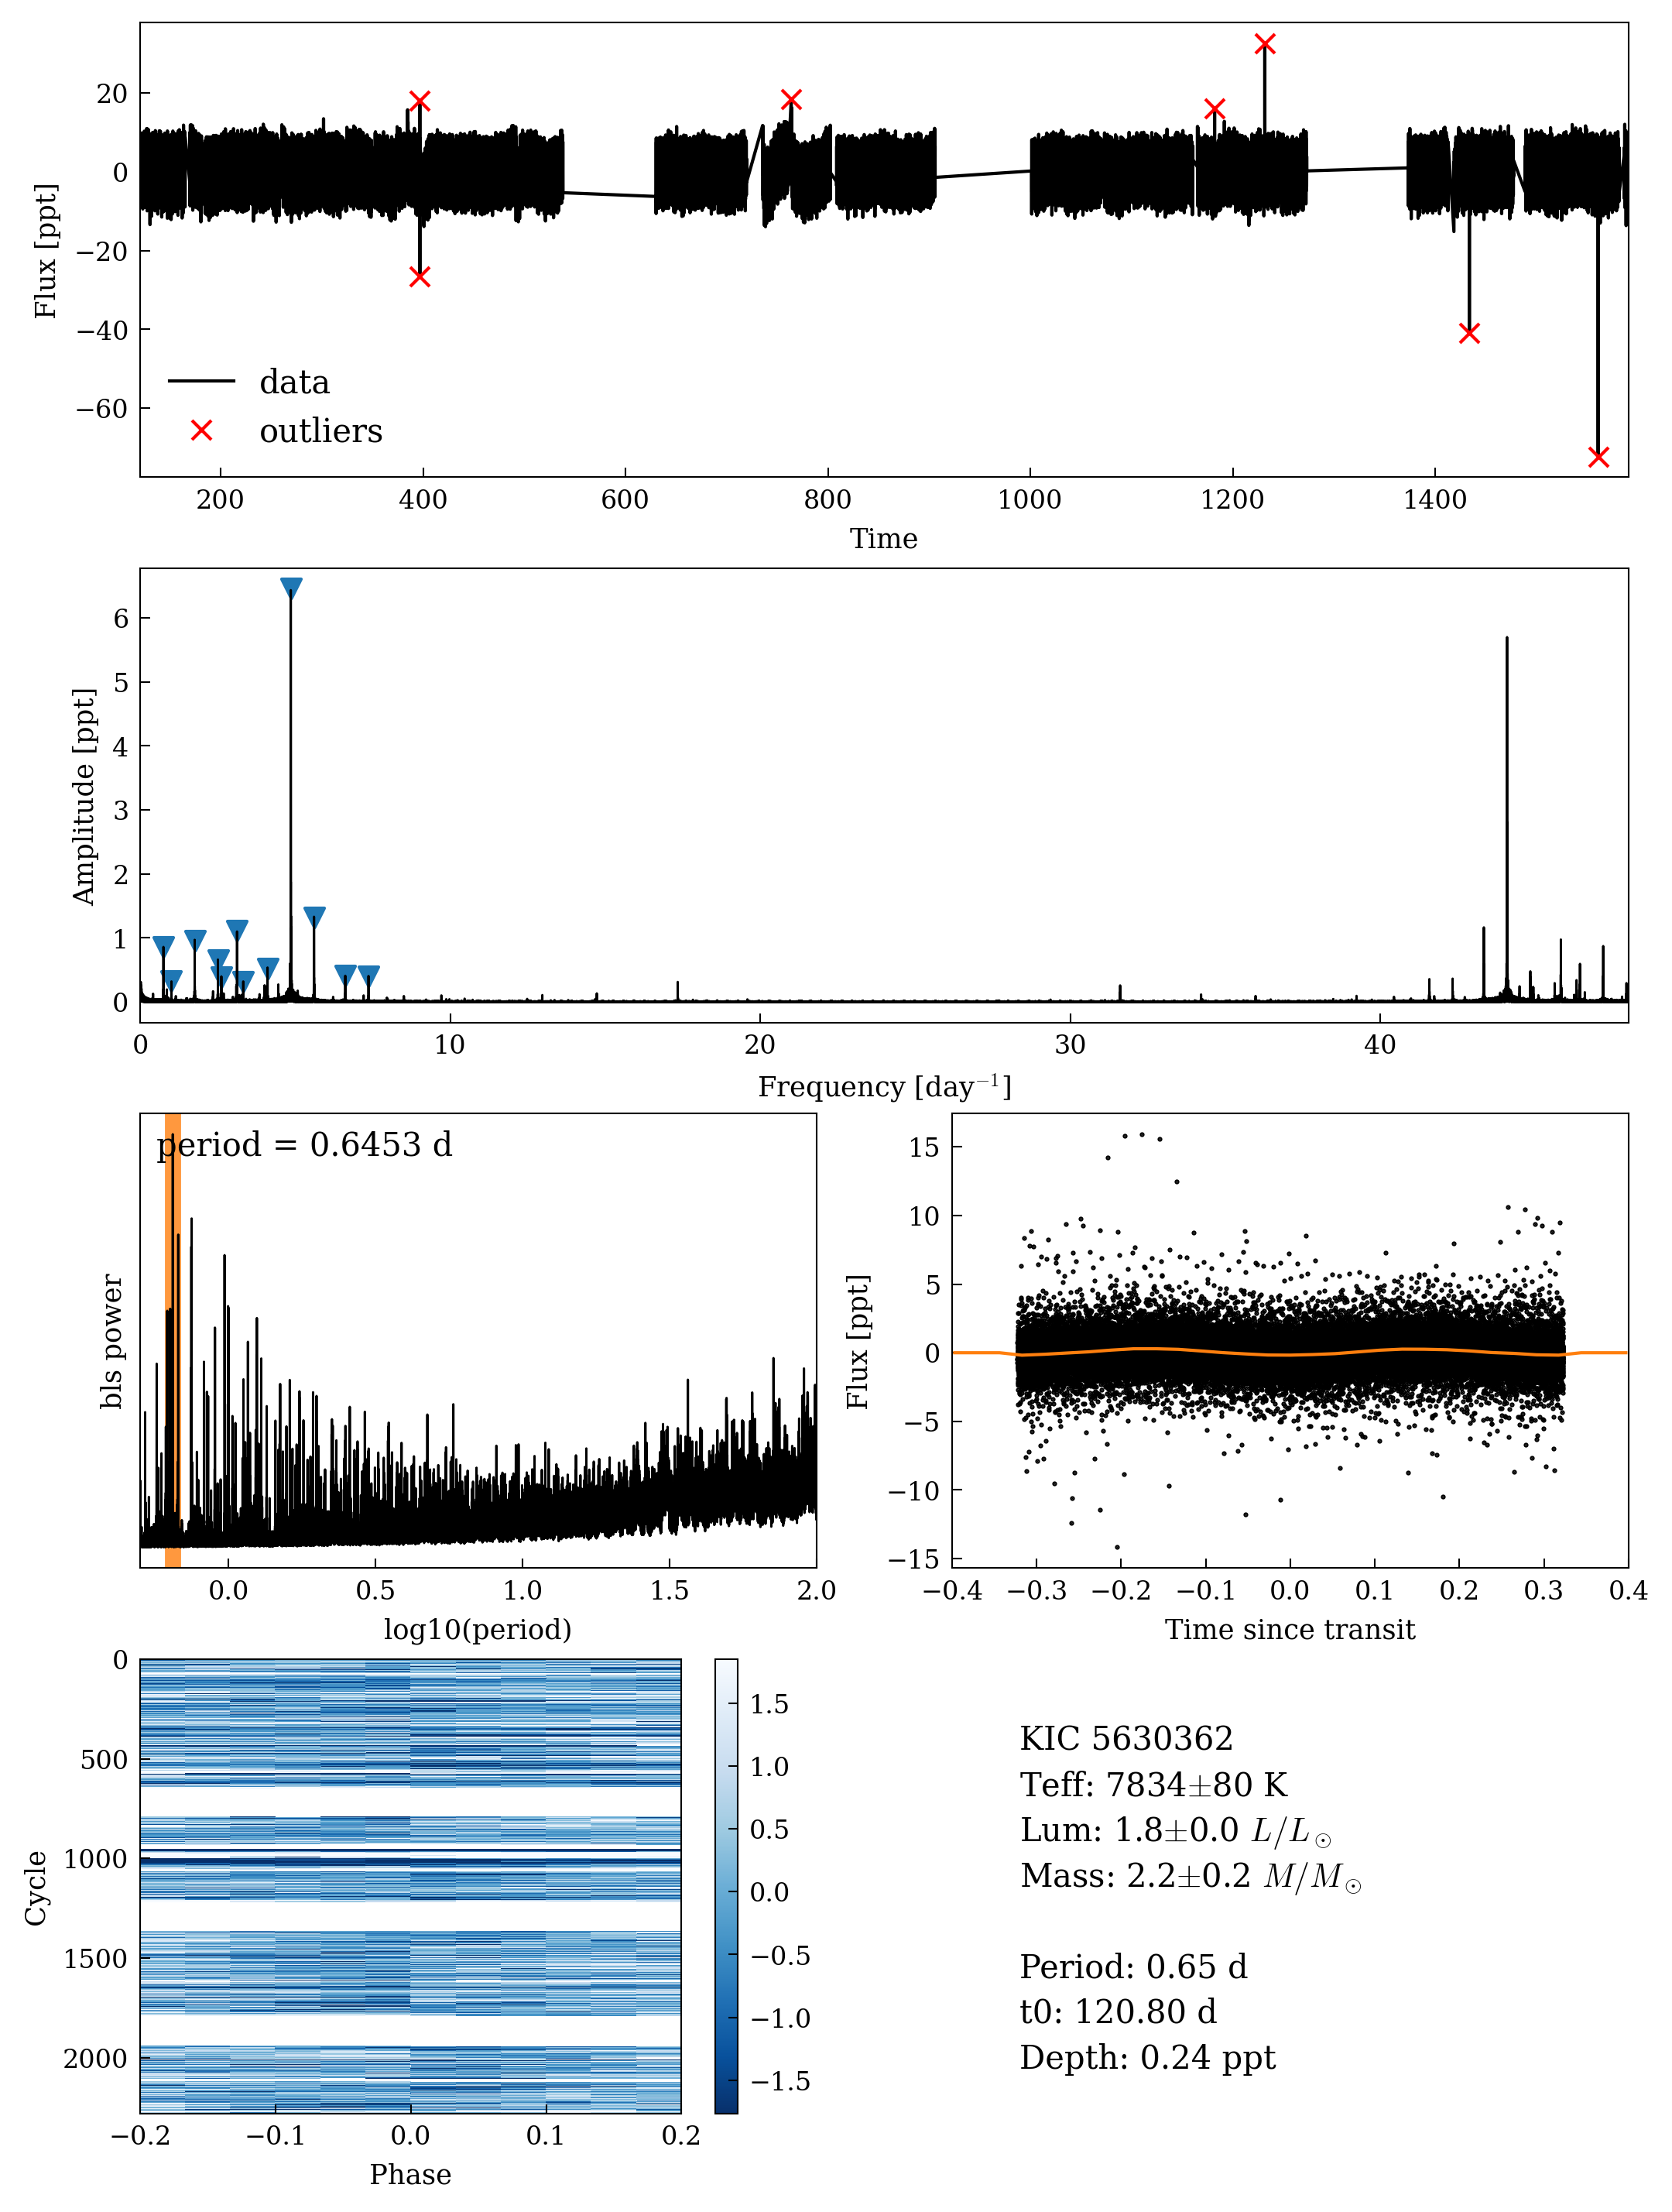 20
0
−20
−40
−60
Flux [ppt]
data
outliers
200 400 600 800 1000 1200 1400
Time
6
5
4
3
2
1
0
Amplitude [ppt]
0 10 20 30 40
Frequency [day⁻¹]
period = 0.6453 d
bls power
0.0 0.5 1.0 1.5 2.0
log10(period)
15
10
5
0
−5
−10
−15
Flux [ppt]
−0.4 −0.3 −0.2 −0.1 0.0 0.1 0.2 0.3 0.4
Time since transit
0
500
1000
1500
2000
Cycle
−0.2 −0.1 0.0 0.1 0.2
Phase
1.5
1.0
0.5
0.0
−0.5
−1.0
−1.5
KIC 5630362
Teff: 7834±80 K
Lum: 1.8±0.0 L/L⊙
Mass: 2.2±0.2 M/M⊙
Period: 0.65 d
t0: 120.80 d
Depth: 0.24 ppt